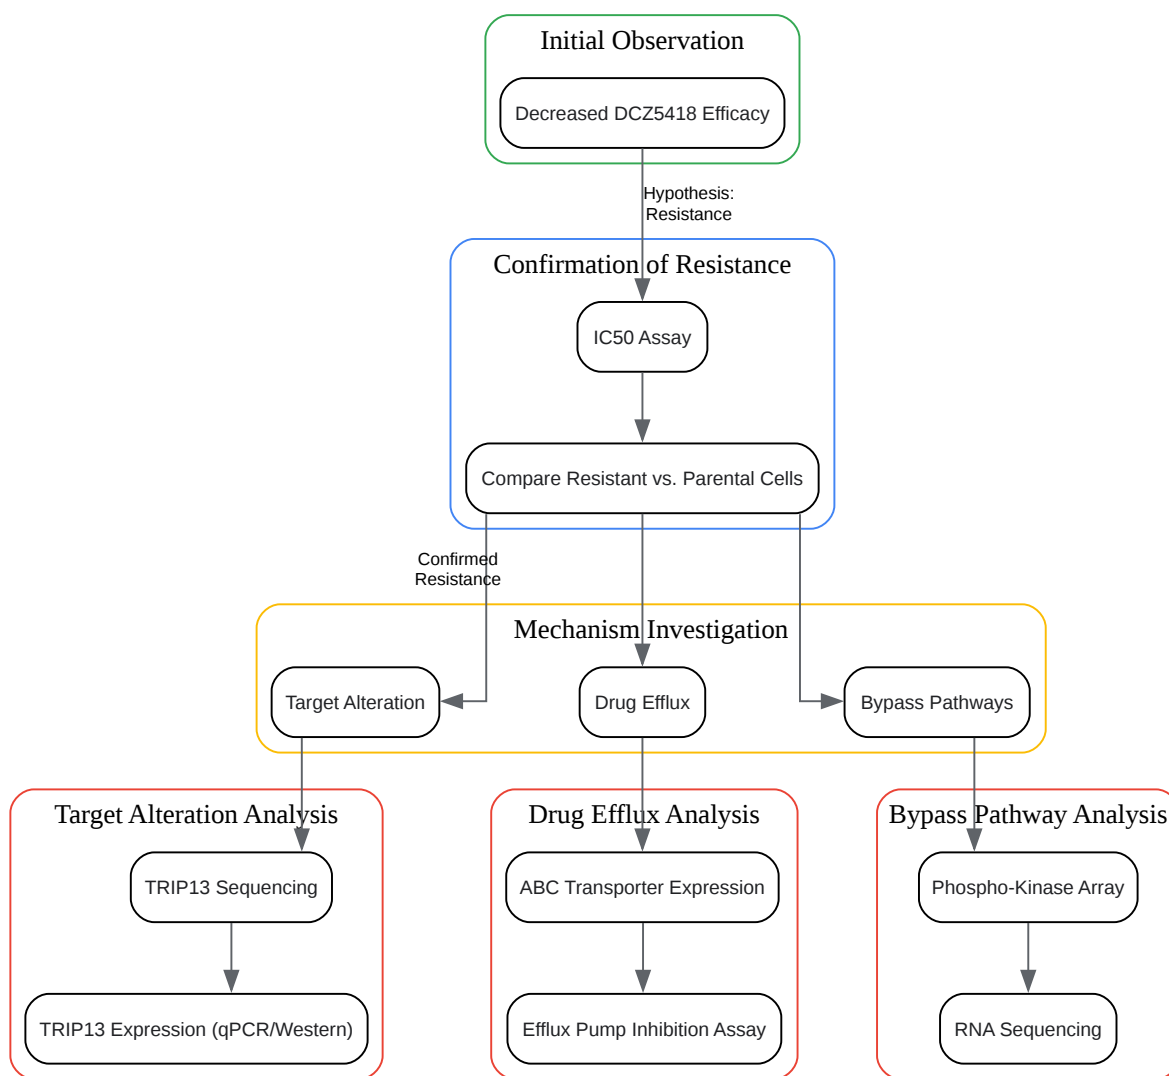 Initial Observation
Decreased DCZ5418 Efficacy
Hypothesis:
Resistance
Confirmation of Resistance
IC50 Assay
Compare Resistant vs. Parental Cells
Confirmed
Resistance
Mechanism Investigation
Target Alteration
Drug Efflux
Bypass Pathways
Target Alteration Analysis
Drug Efflux Analysis
Bypass Pathway Analysis
TRIP13 Sequencing
ABC Transporter Expression
Phospho-Kinase Array
TRIP13 Expression (qPCR/Western)
Efflux Pump Inhibition Assay
RNA Sequencing